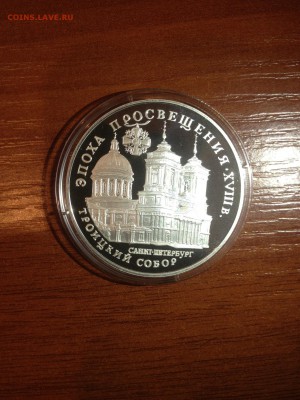 COINS.LAVE.RU
ЭПОХА ПРОСВЕЩЕНИЯ. XVIII В.
САНКТ-ПЕТЕРБУРГ
ТРОИЦКИЙ СОБОР